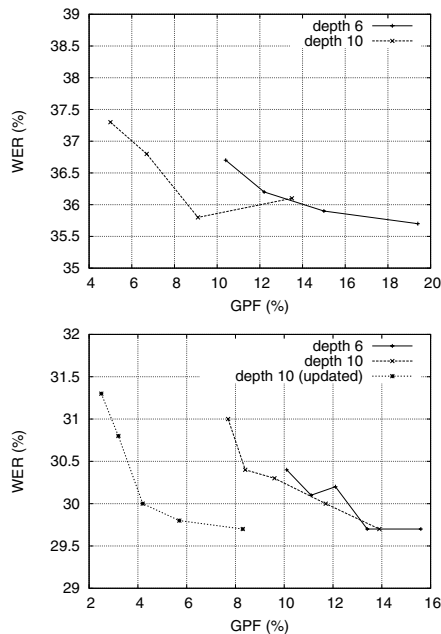 39
38.5
38
37.5
37
36.5
36
35.5
35
WER (%)
depth 6
depth 10
4 6 8 10 12 14 16 18 20
GPF (%)
32
31.5
31
30.5
30
29.5
29
WER (%)
depth 6
depth 10
depth 10 (updated)
2 4 6 8 10 12 14 16
GPF (%)